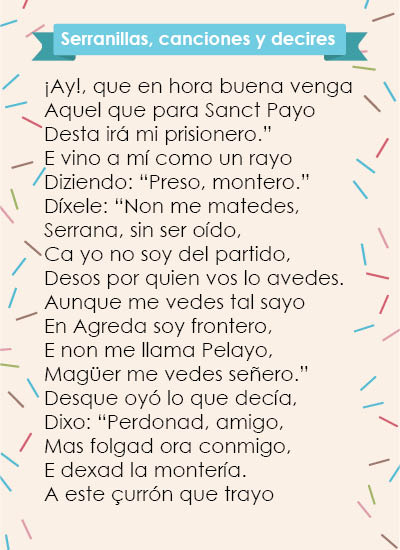 Serranillas, canciones y decires
¡Ay!, que en hora buena venga
Aquel que para Sanct Payo
Desta irá mi prisionero.”
E vino a mí como un rayo
Diziendo: “Preso, montero.”
Díxele: “Non me matedes,
Serrana, sin ser oído,
Ca yo no soy del partido,
Desos por quien vos lo avedes.
Aunque me vedes tal sayo
En Agreda soy frontero,
E non me llama Pelayo,
Magüer me vedes señero.”
Desque oyó lo que decía,
Dixo: “Perdonad, amigo,
Mas folgad ora conmigo,
E dexad la montería.
A este çurrón que trayo